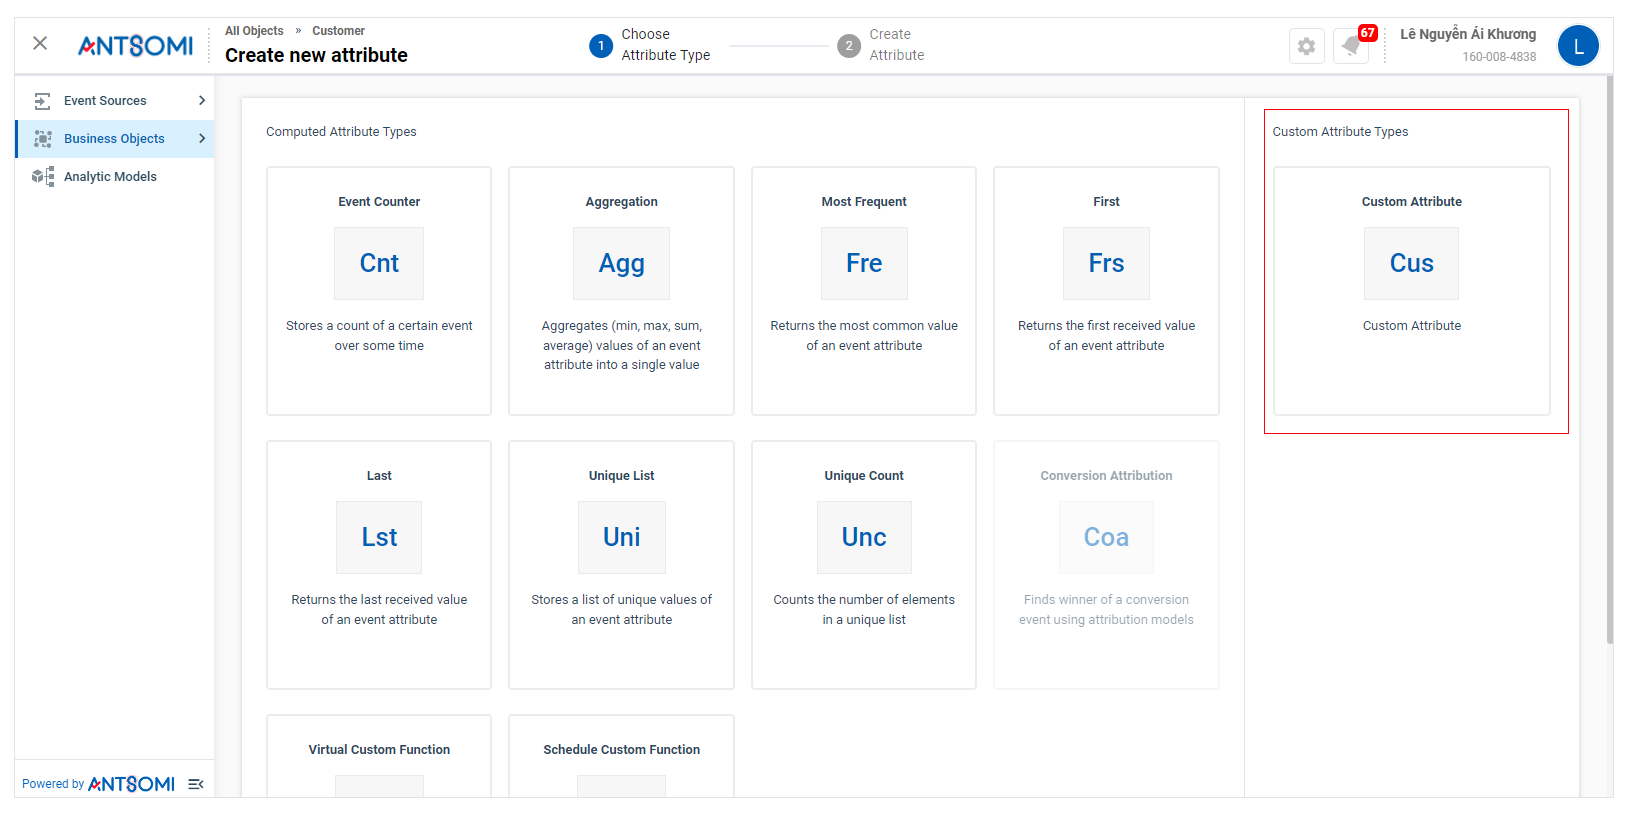 ANTSOMI
All Objects » Customer
Create new attribute
1
Choose
Attribute Type
2
Create
Attribute
67
Lê Nguyễn Ái Khương
160-008-4838
L
Event Sources
Business Objects
Analytic Models
Powered by ANTSOMI
Computed Attribute Types
Event Counter
Cnt
Stores a count of a certain event
over some time
Aggregation
Agg
Aggregates (min, max, sum,
average) values of an event
attribute into a single value
Most Frequent
Fre
Returns the most common value
of an event attribute
First
Frs
Returns the first received value
of an event attribute
Last
Lst
Returns the last received value
of an event attribute
Unique List
Uni
Stores a list of unique values of
an event attribute
Unique Count
Unc
Counts the number of elements
in a unique list
Conversion Attribution
Coa
Finds winner of a conversion
event using attribution models
Virtual Custom Function
Schedule Custom Function
Custom Attribute Types
Custom Attribute
Cus
Custom Attribute